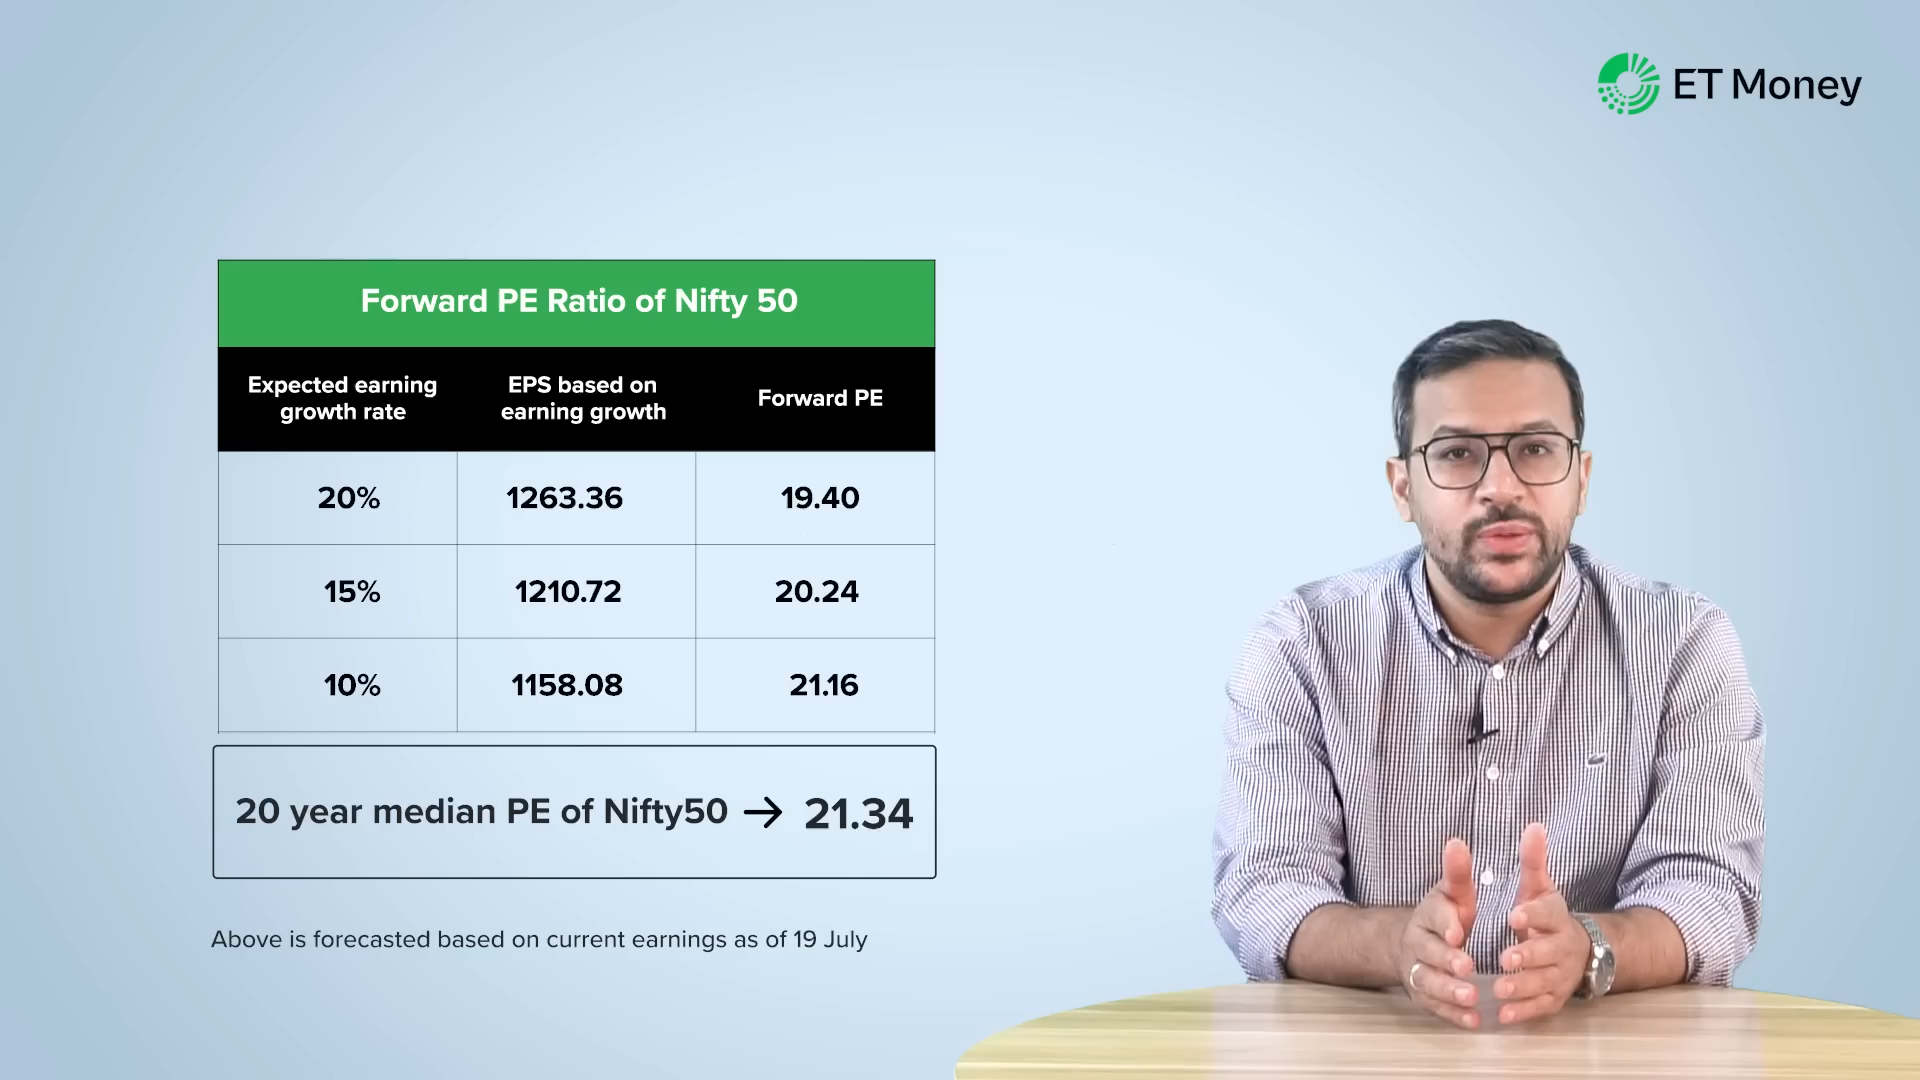 ET Money
Forward PE Ratio of Nifty 50
Expected earning growth rate
EPS based on earning growth
Forward PE
20% 1263.36 19.40
15% 1210.72 20.24
10% 1158.08 21.16
20 year median PE of Nifty50 → 21.34
Above is forecasted based on current earnings as of 19 July